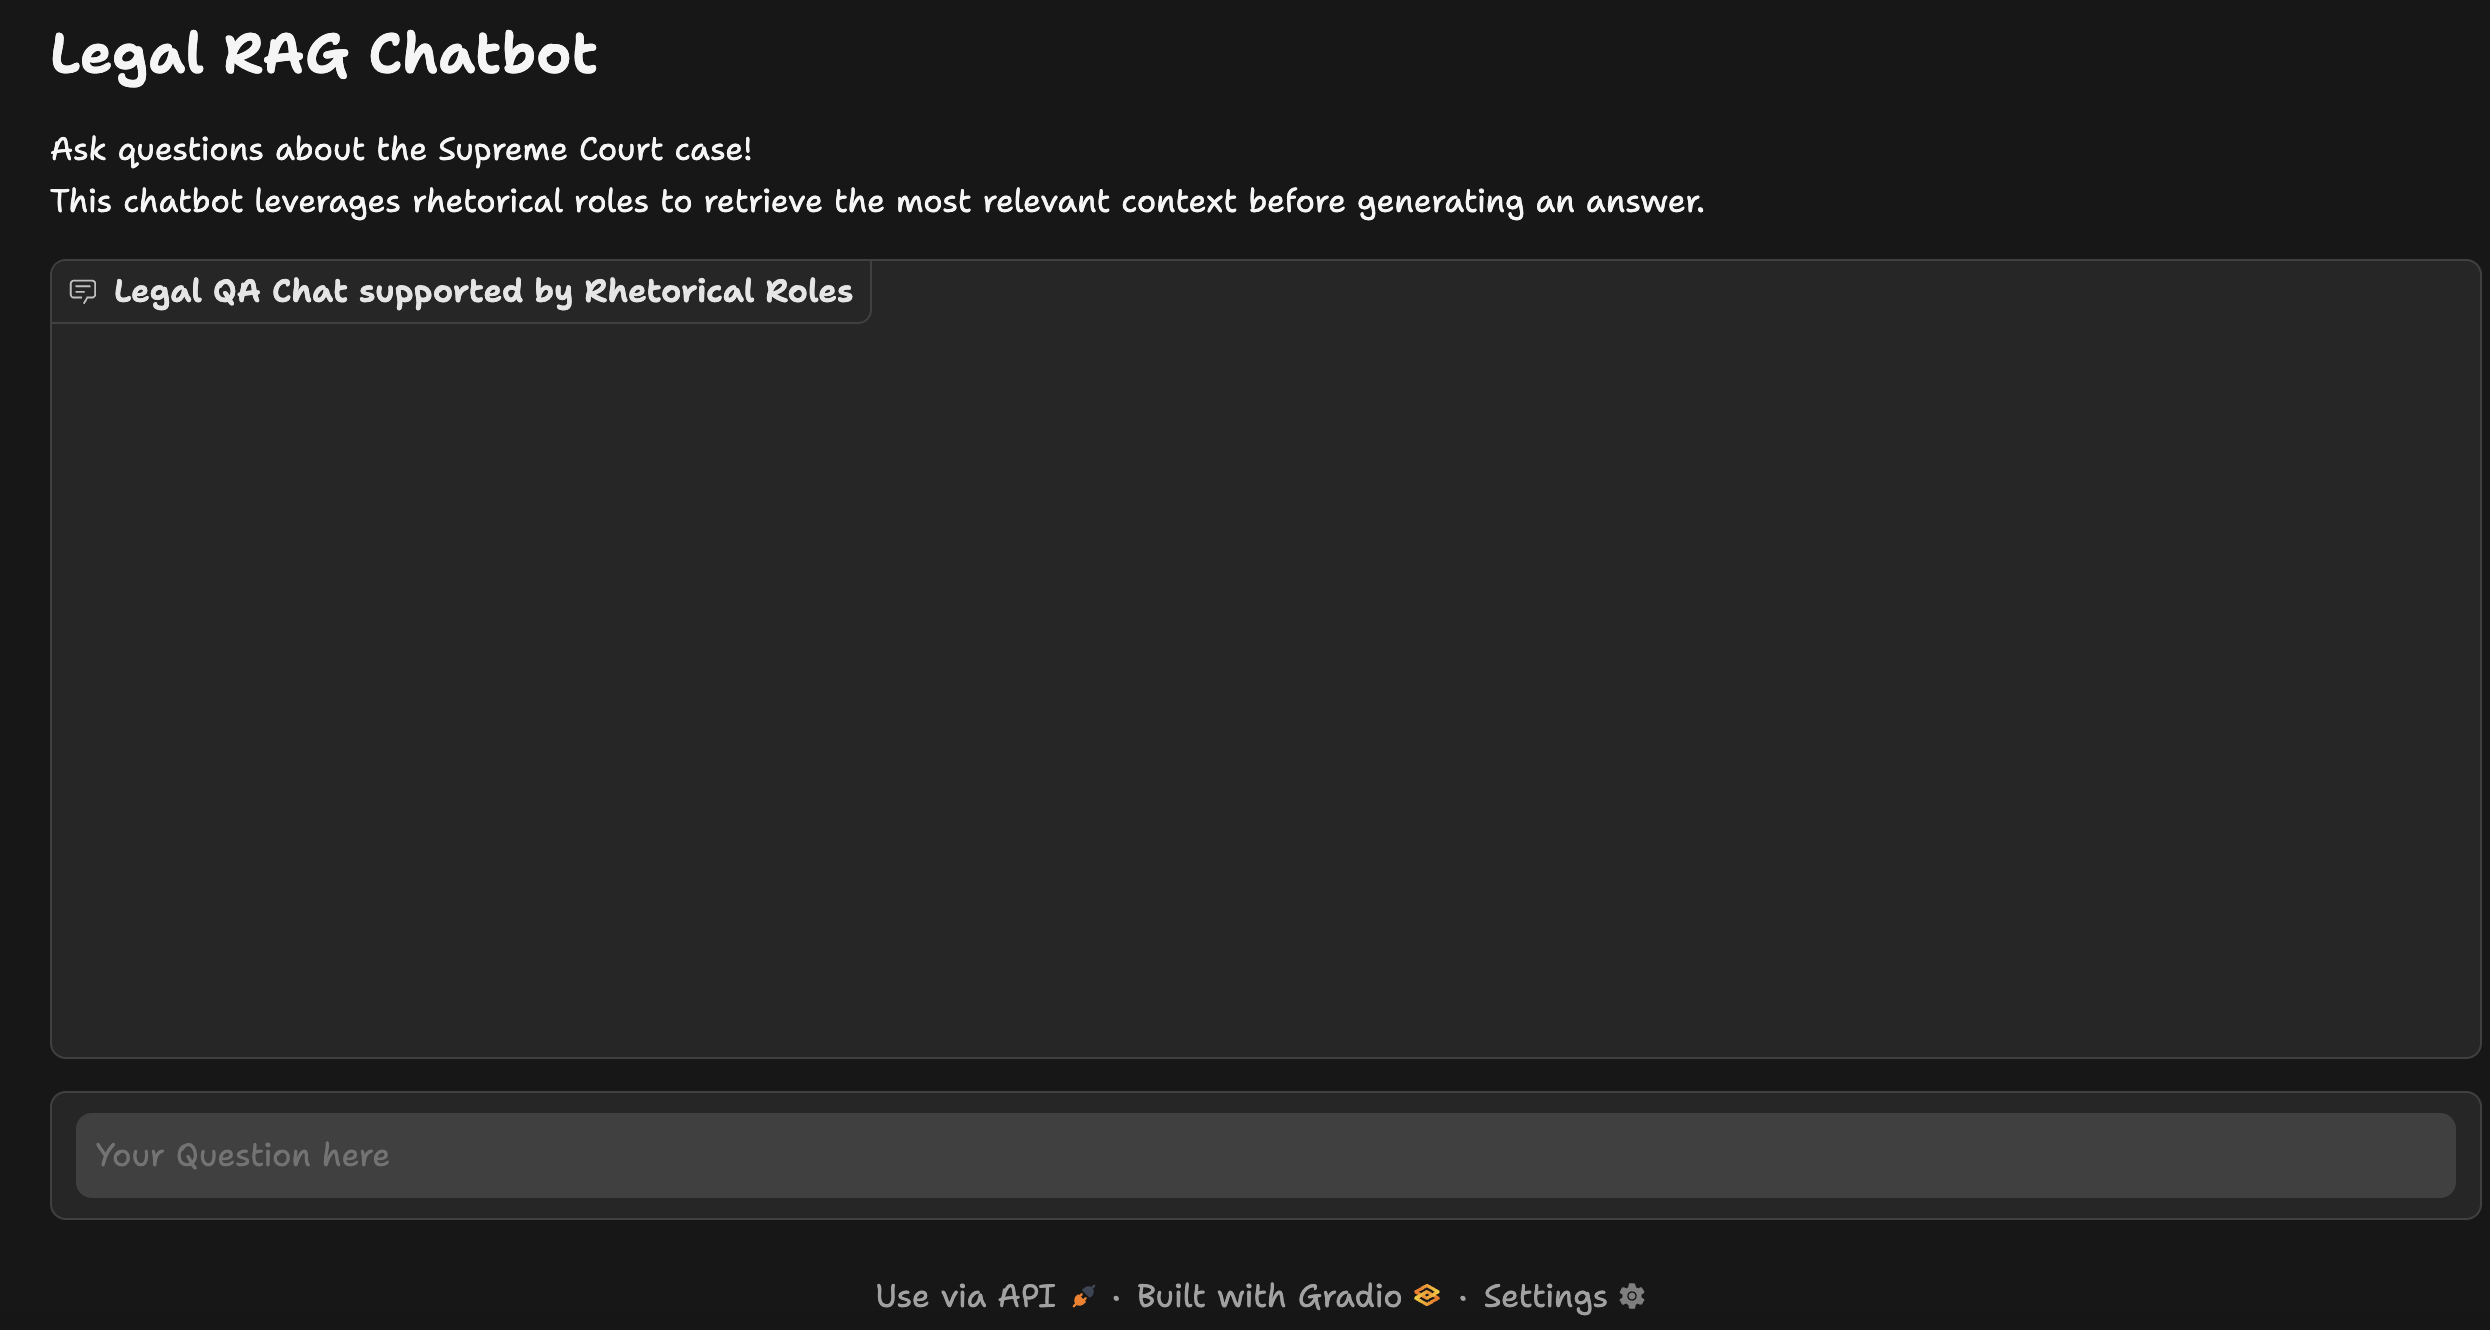 Legal RAG Chatbot
Ask questions about the Supreme Court case!
This chatbot leverages rhetorical roles to retrieve the most relevant context before generating an answer.
Legal QA Chat supported by Rhetorical Roles
Your Question here
Use via API · Built with Gradio · Settings